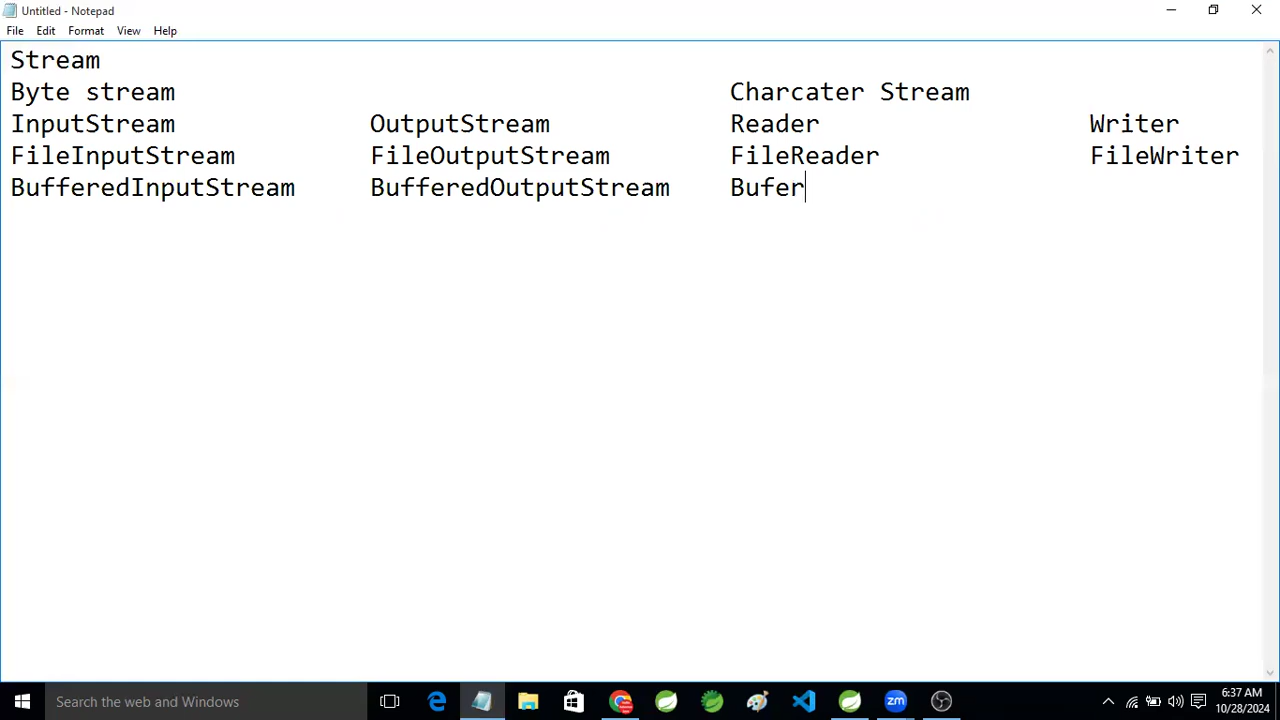 Untitled - Notepad
File Edit Format View Help
Stream
Byte stream Charcater Stream
InputStream OutputStream Reader Writer
FileInputStream FileOutputStream FileReader FileWriter
BufferedInputStream BufferedOutputStream Bufer
Search the web and Windows
6:37 AM
10/28/2024